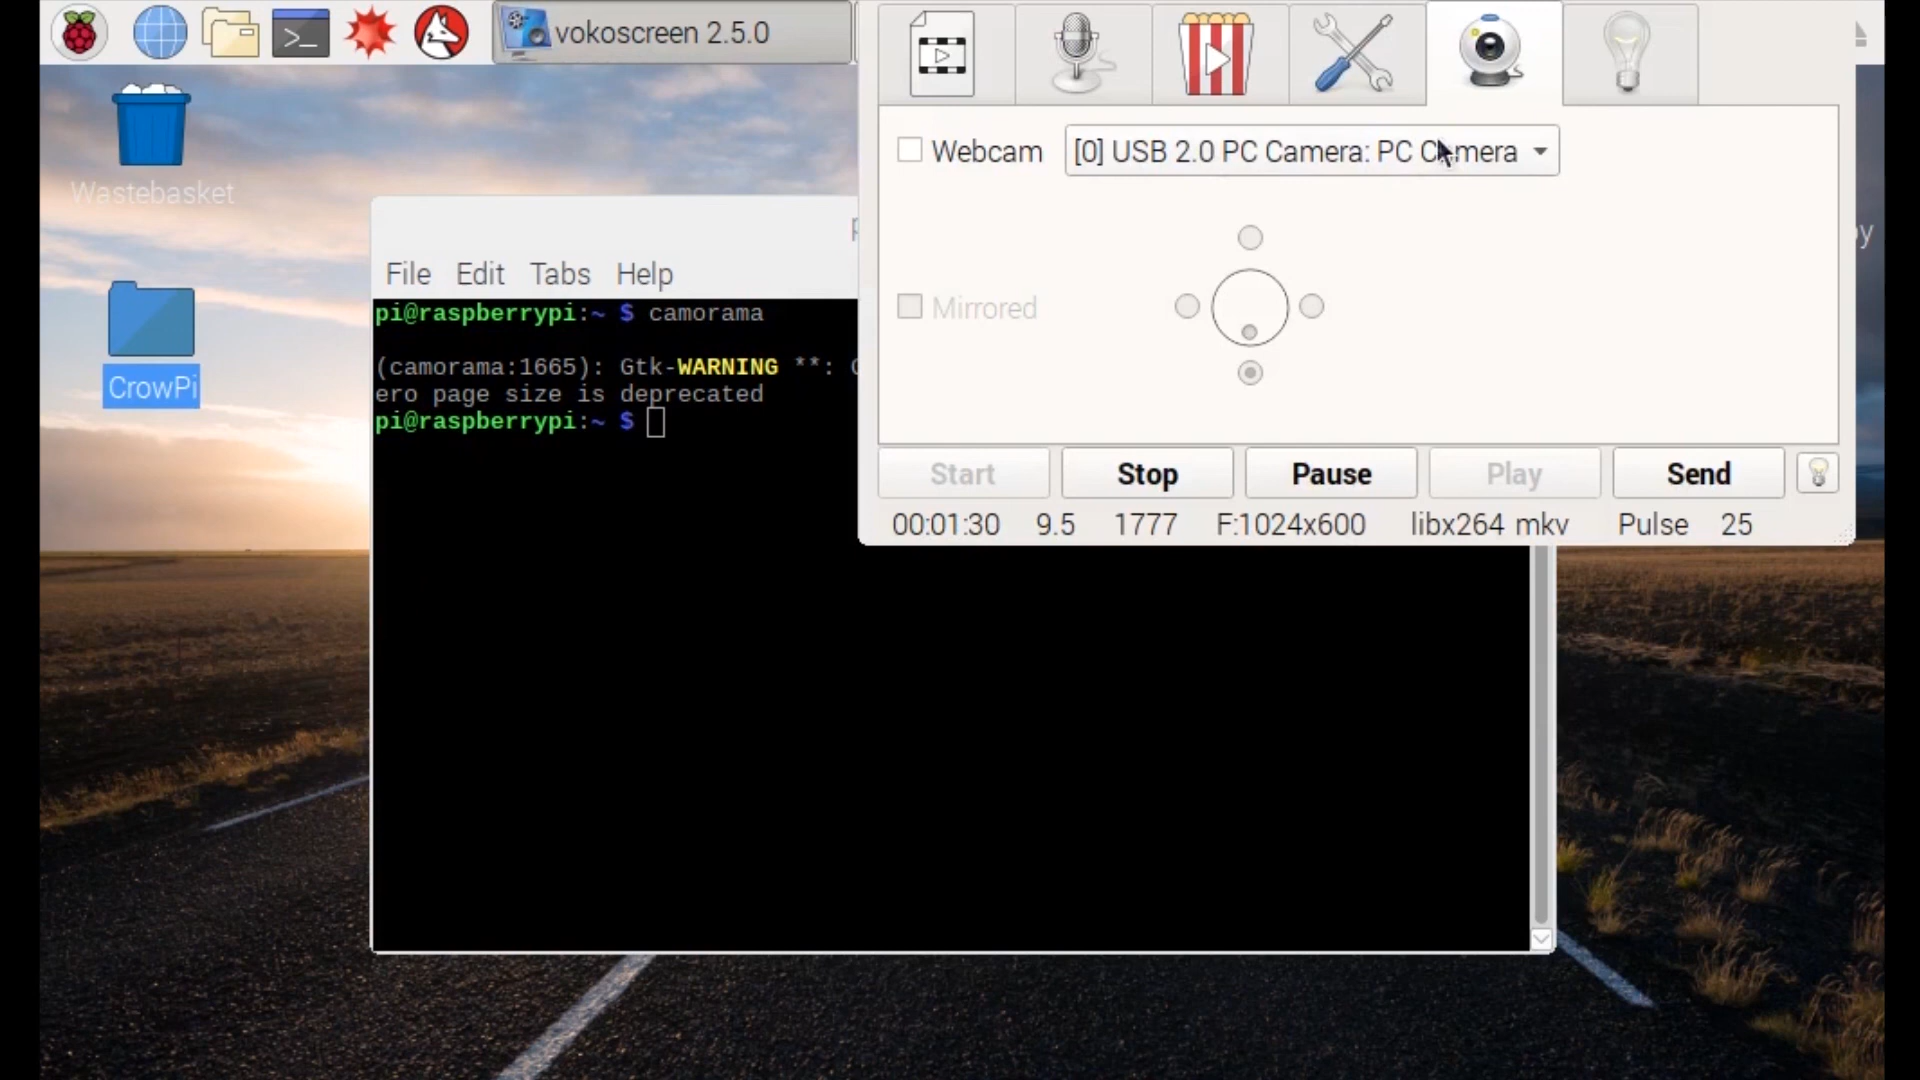 vokoscreen 2.5.0
Wastebasket
CrowPi
File Edit Tabs Help
pi@raspberrypi:~ $ camorama
(camorama:1665): Gtk-WARNING **:
ero page size is deprecated
pi@raspberrypi:~ $
Webcam [0] USB 2.0 PC Camera: PC Camera
Mirrored
Start Stop Pause Play Send
00:01:30 9.5 1777 F:1024x600 libx264 mkv Pulse 25